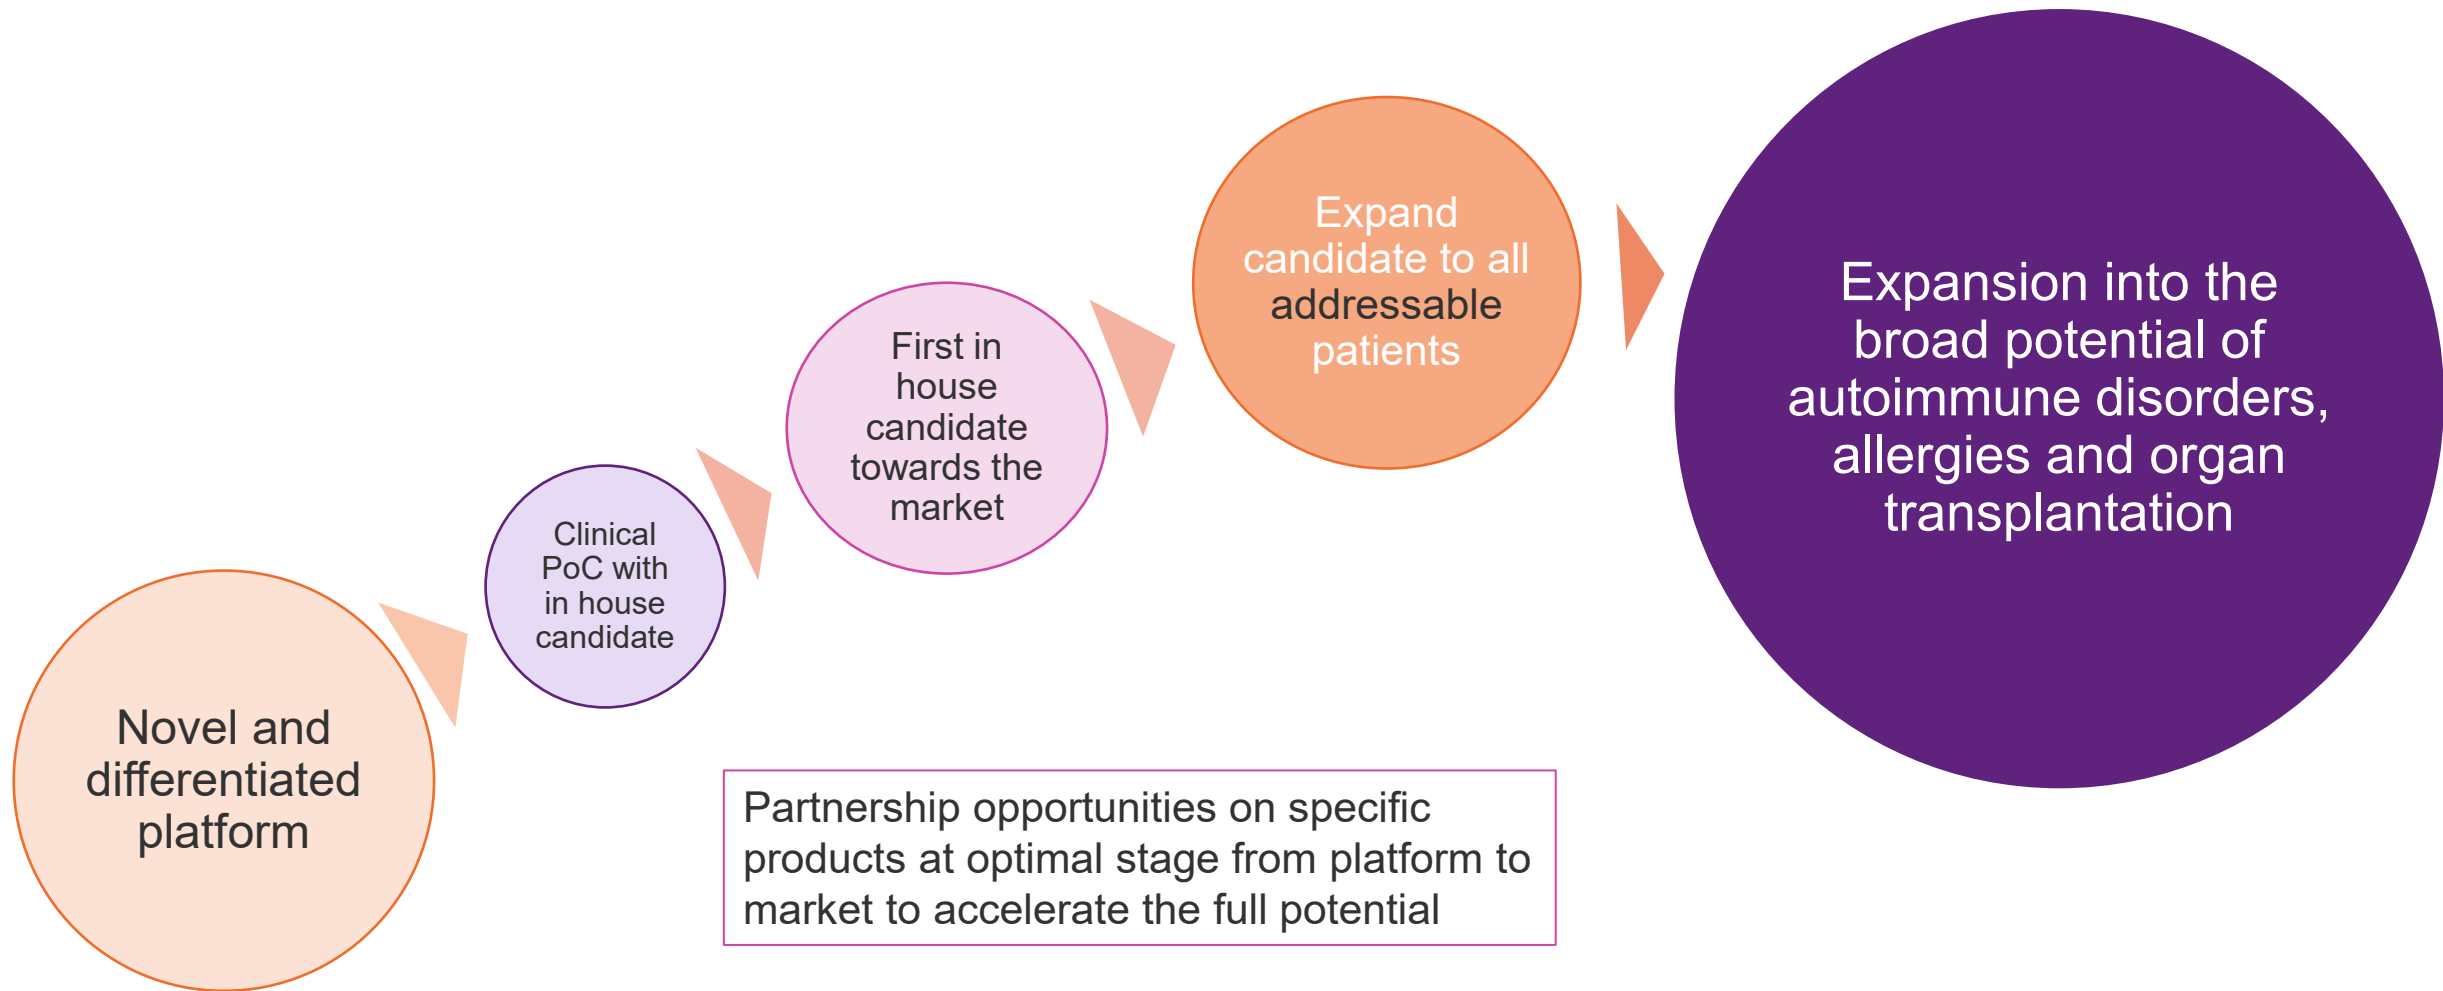 Novel and
differentiated
platform
Clinical
PoC with
in house
candidate
First in
house
candidate
towards the
market
Expand
candidate to all
addressable
patients
Expansion into the
broad potential of
autoimmune disorders,
allergies and organ
transplantation
Partnership opportunities on specific
products at optimal stage from platform to
market to accelerate the full potential